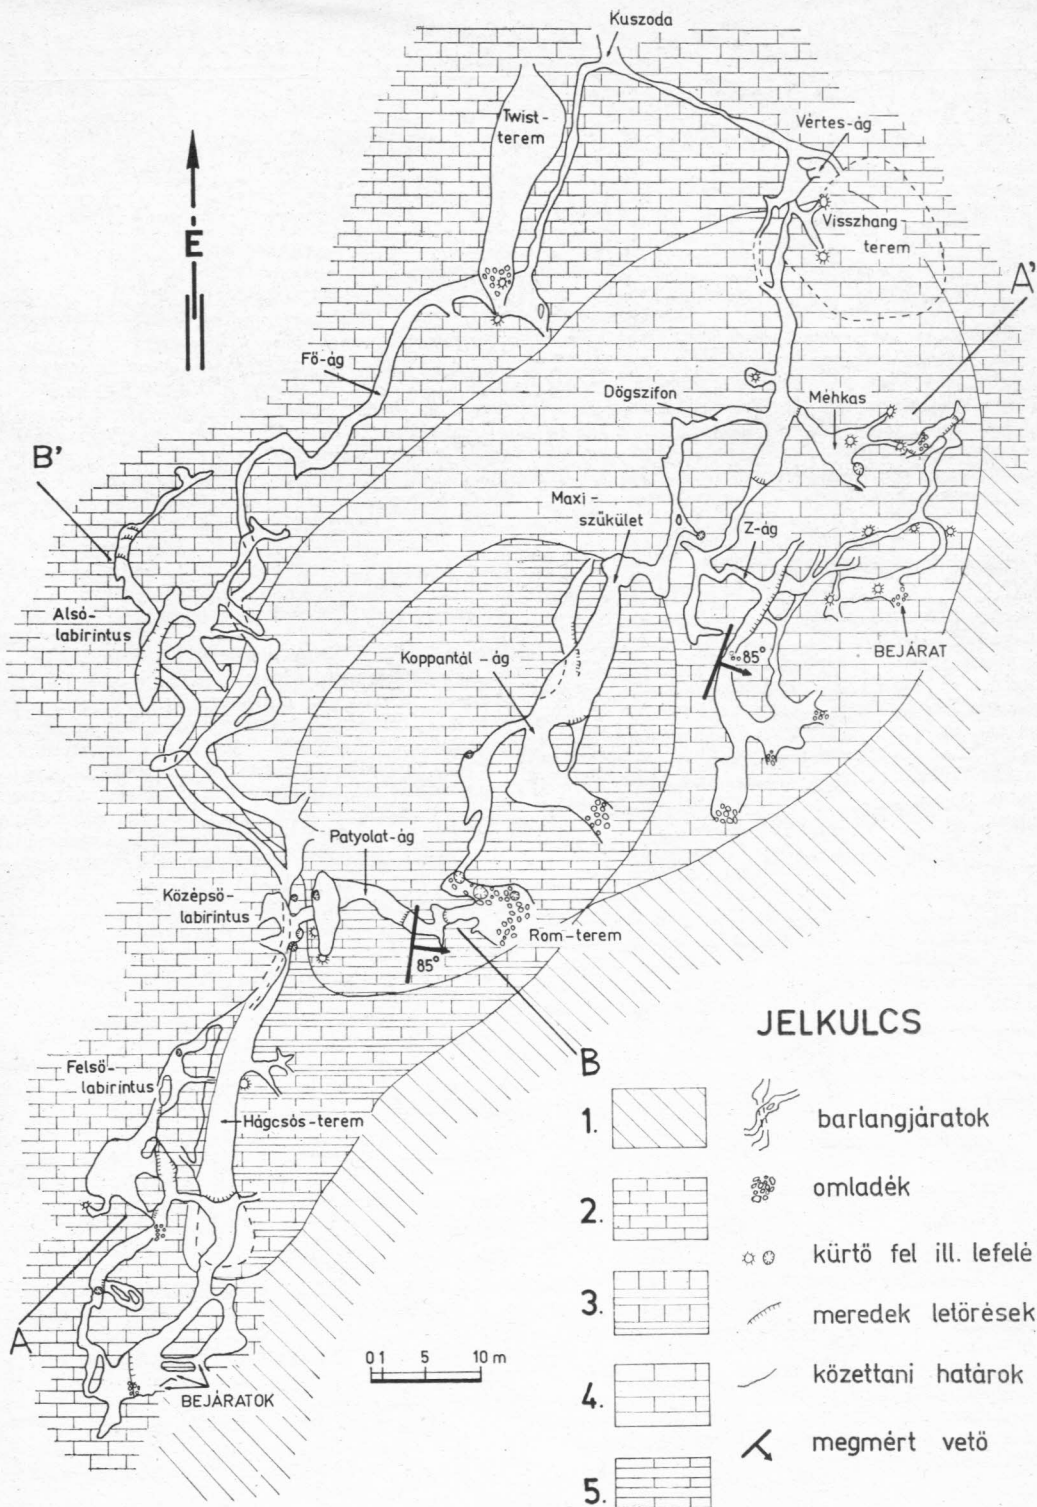 Kuszoda
Twist-
terem
Vértes-ág
É
Visszhang
terem
A'
Fő-ág
Dögszifon
Méhkas
B'
Maxi-
szűkület
Z-ág
Alsó-
labirintus
Koppantál-ág
85°
BEJÁRAT
Patyolat-ág
Középső-
labirintus
Rom-terem
85°
B
JELKULCS
Felső-
labirintus
Hágcsós-terem
A
BEJÁRATOK
0 1 5 10 m
1.
2.
3.
4.
5.
barlangjáratok
omladék
kürtő fel ill. lefelé
meredek letörések
közettani határok
megmért vető